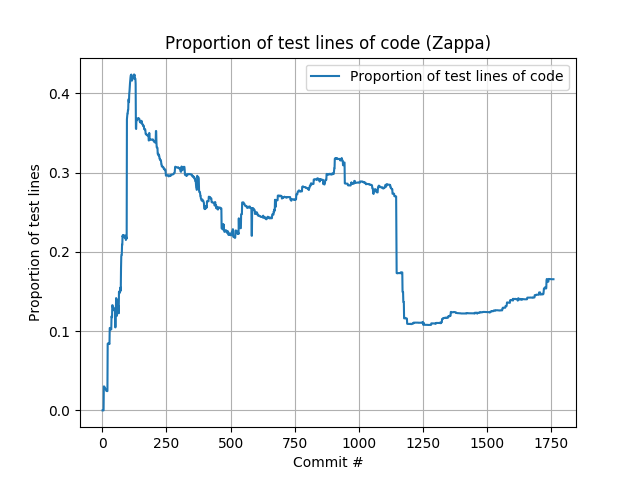 Proportion of test lines of code (Zappa)
Proportion of test lines of code
Proportion of test lines
0.4
0.3
0.2
0.1
0.0
0 250 500 750 1000 1250 1500 1750
Commit #